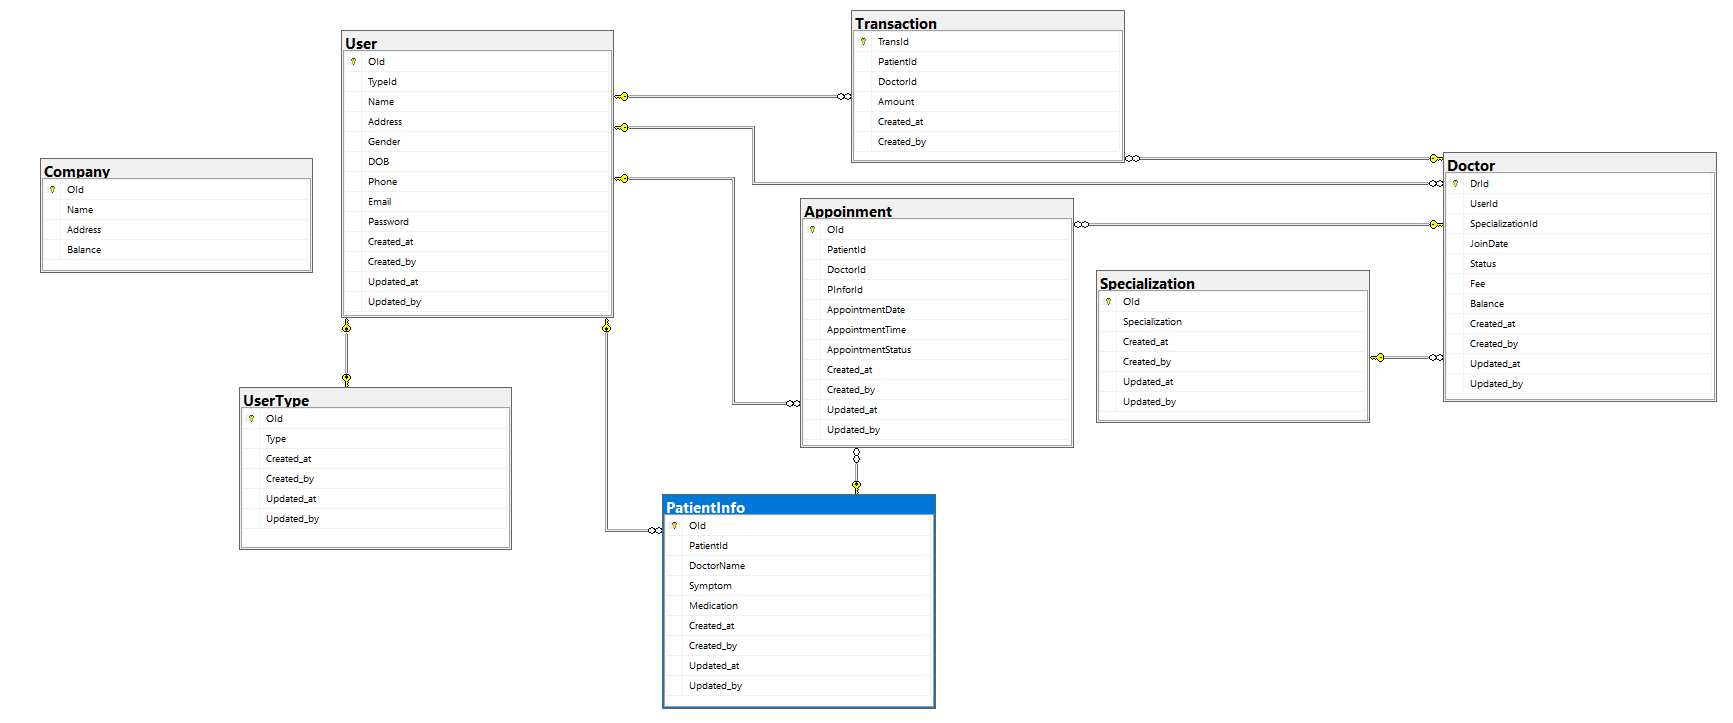 Company
OId
Name
Address
Balance
User
OId
TypeId
Name
Address
Gender
DOB
Phone
Email
Password
Created_at
Created_by
Updated_at
Updated_by
UserType
OId
Type
Created_at
Created_by
Updated_at
Updated_by
Transaction
TransId
PatientId
DoctorId
Amount
Created_at
Created_by
Appoinment
OId
PatientId
DoctorId
PInforId
AppointmentDate
AppointmentTime
AppointmentStatus
Created_at
Created_by
Updated_at
Updated_by
PatientInfo
OId
PatientId
DoctorName
Symptom
Medication
Created_at
Created_by
Updated_at
Updated_by
Specialization
OId
Specialization
Created_at
Created_by
Updated_at
Updated_by
Doctor
DrId
UserId
SpecializationId
JoinDate
Status
Fee
Balance
Created_at
Created_by
Updated_at
Updated_by